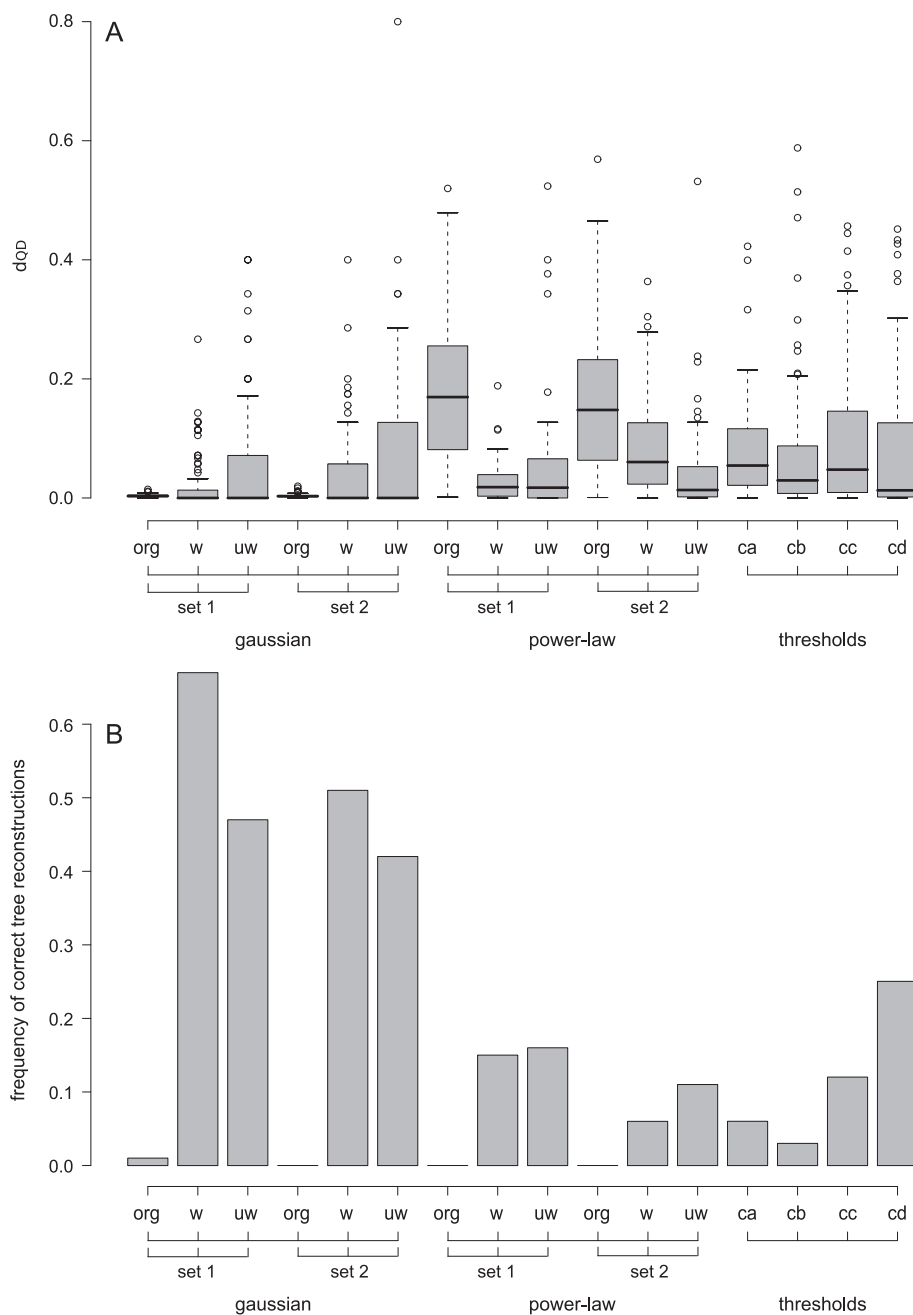 A
0.8
0.6
0.4
0.2
0.0
dQD
org w uw org w uw org w uw org w uw ca cb cc cd
set 1 set 2 set 1 set 2
gaussian power-law thresholds
B
0.6
0.5
0.4
0.3
0.2
0.1
0.0
frequency of correct tree reconstructions
org w uw org w uw org w uw org w uw ca cb cc cd
set 1 set 2 set 1 set 2
gaussian power-law thresholds